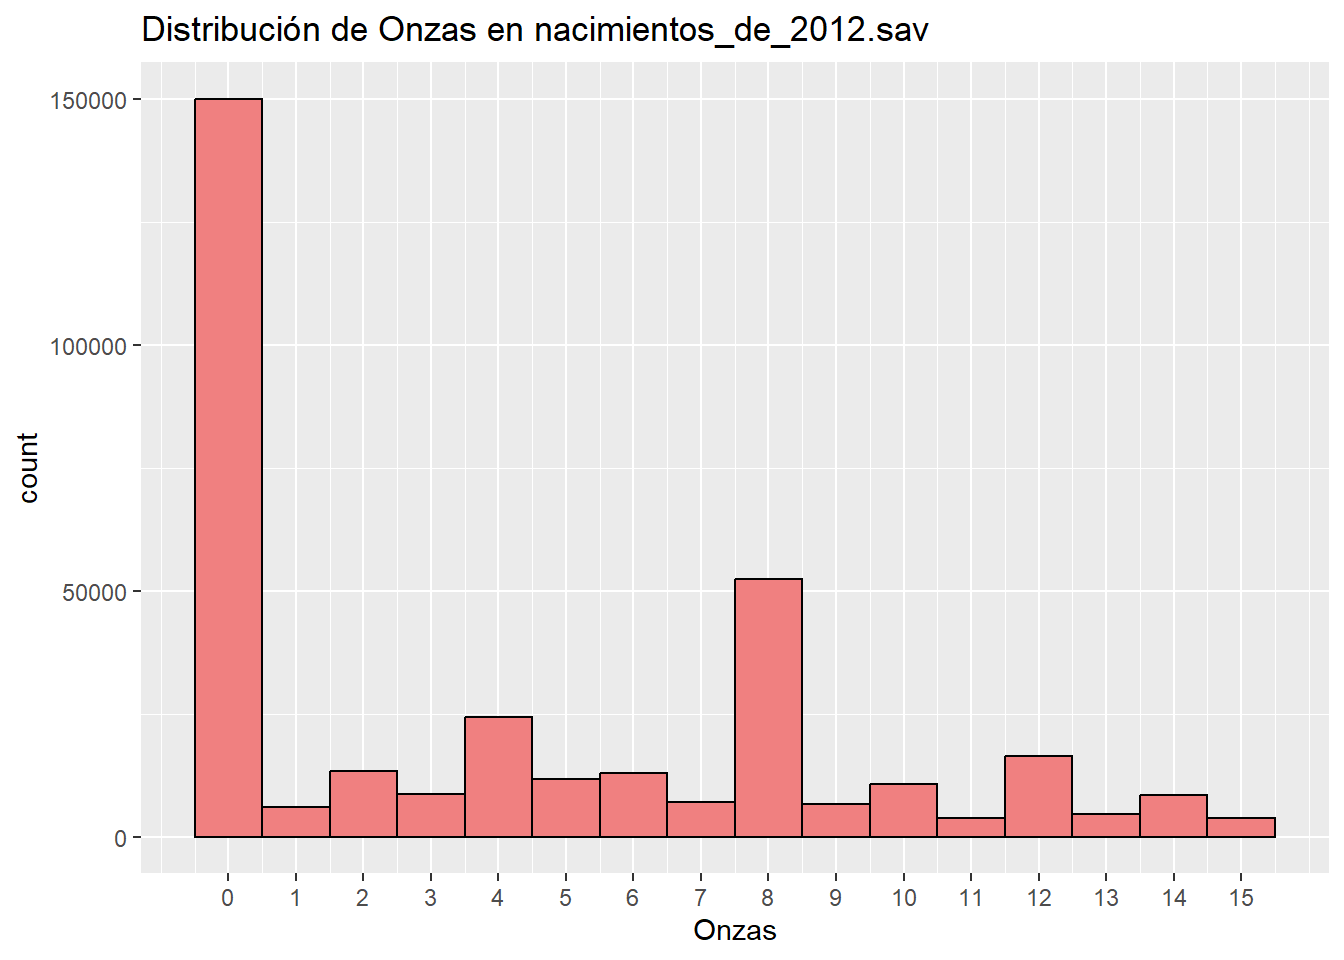 Distribución de Onzas en nacimientos_de_2012.sav
150000
100000
50000
0
count
0 1 2 3 4 5 6 7 8 9 10 11 12 13 14 15
Onzas